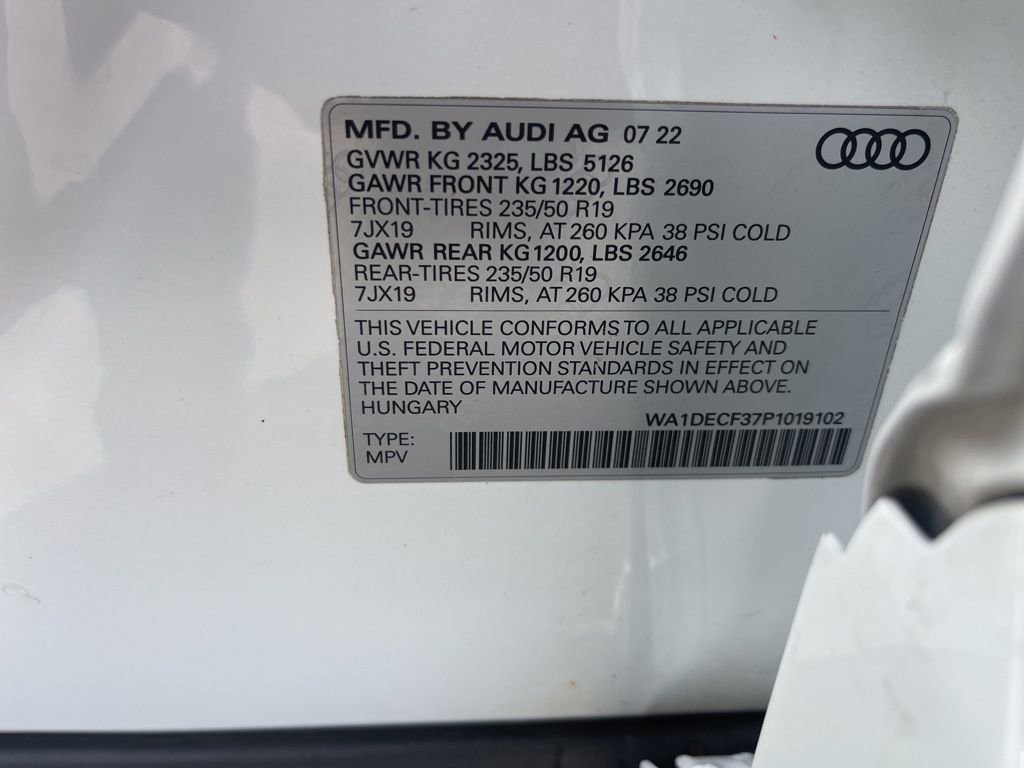 MFD. BY AUDI AG 07 22
GVWR KG 2325, LBS 5126
GAWR FRONT KG 1220, LBS 2690
FRONT-TIRES 235/50 R19
7JX19 RIMS, AT 260 KPA 38 PSI COLD
GAWR REAR KG 1200, LBS 2646
REAR-TIRES 235/50 R19
7JX19 RIMS, AT 260 KPA 38 PSI COLD
THIS VEHICLE CONFORMS TO ALL APPLICABLE
U.S. FEDERAL MOTOR VEHICLE SAFETY AND
THEFT PREVENTION STANDARDS IN EFFECT ON
THE DATE OF MANUFACTURE SHOWN ABOVE.
HUNGARY
WA1DECF37P1019102
TYPE:
MPV